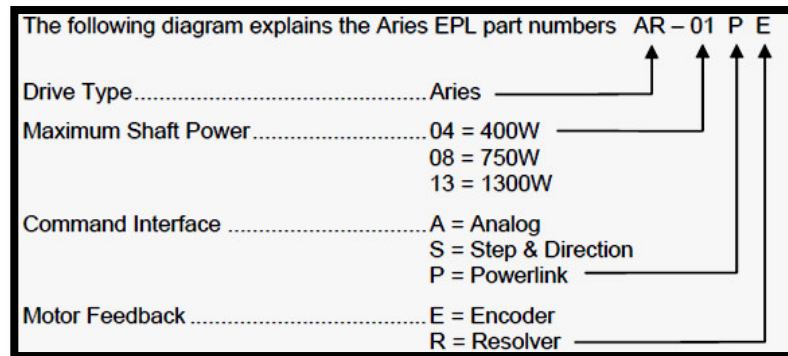 The following diagram explains the Aries EPL part numbers AR – 01 P E
Drive Type..........................................Aries
Maximum Shaft Power.........................04 = 400W
08 = 750W
13 = 1300W
Command Interface .............................A = Analog
S = Step & Direction
P = Powerlink
Motor Feedback ..................................E = Encoder
R = Resolver